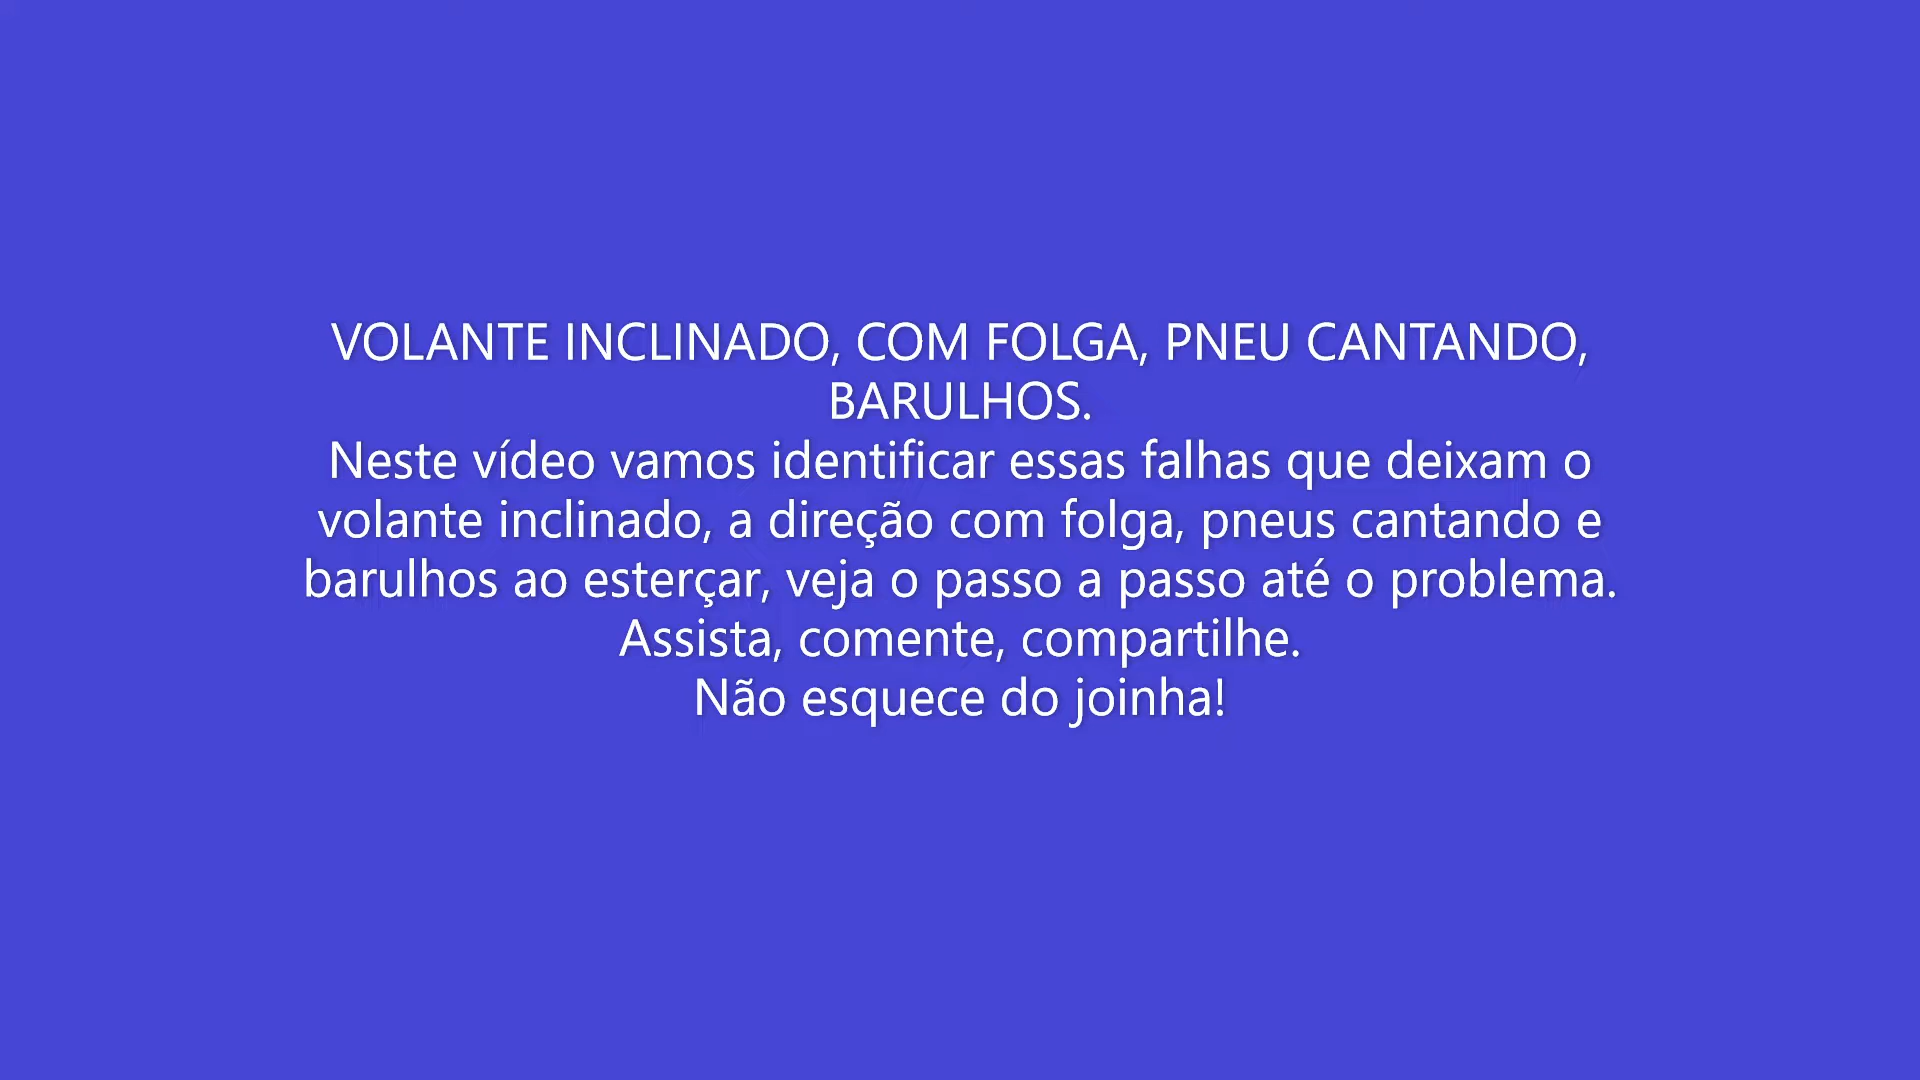 VOLANTE INCLINADO, COM FOLGA, PNEU CANTANDO,
BARULHOS.
Neste vídeo vamos identificar essas falhas que deixam o
volante inclinado, a direção com folga, pneus cantando e
barulhos ao esterçar, veja o passo a passo até o problema.
Assista, comente, compartilhe.
Não esquece do joinha!